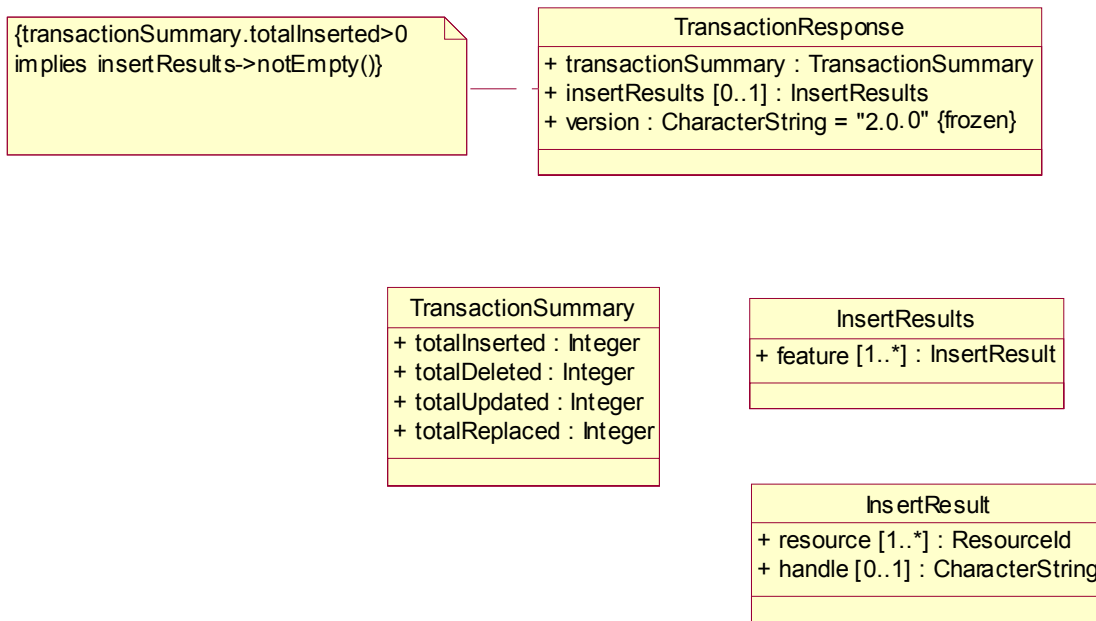 {transactionSummary.totalInserted>0
implies insertResults->notEmpty()}
TransactionResponse
+ transactionSummary : TransactionSummary
+ insertResults [0..1] : InsertResults
+ version : CharacterString = "2.0.0" {frozen}
TransactionSummary
+ totalInserted : Integer
+ totalDeleted : Integer
+ totalUpdated : Integer
+ totalReplaced : Integer
InsertResults
+ feature [1..*] : InsertResult
InsertResult
+ resource [1..*] : ResourceId
+ handle [0..1] : CharacterString